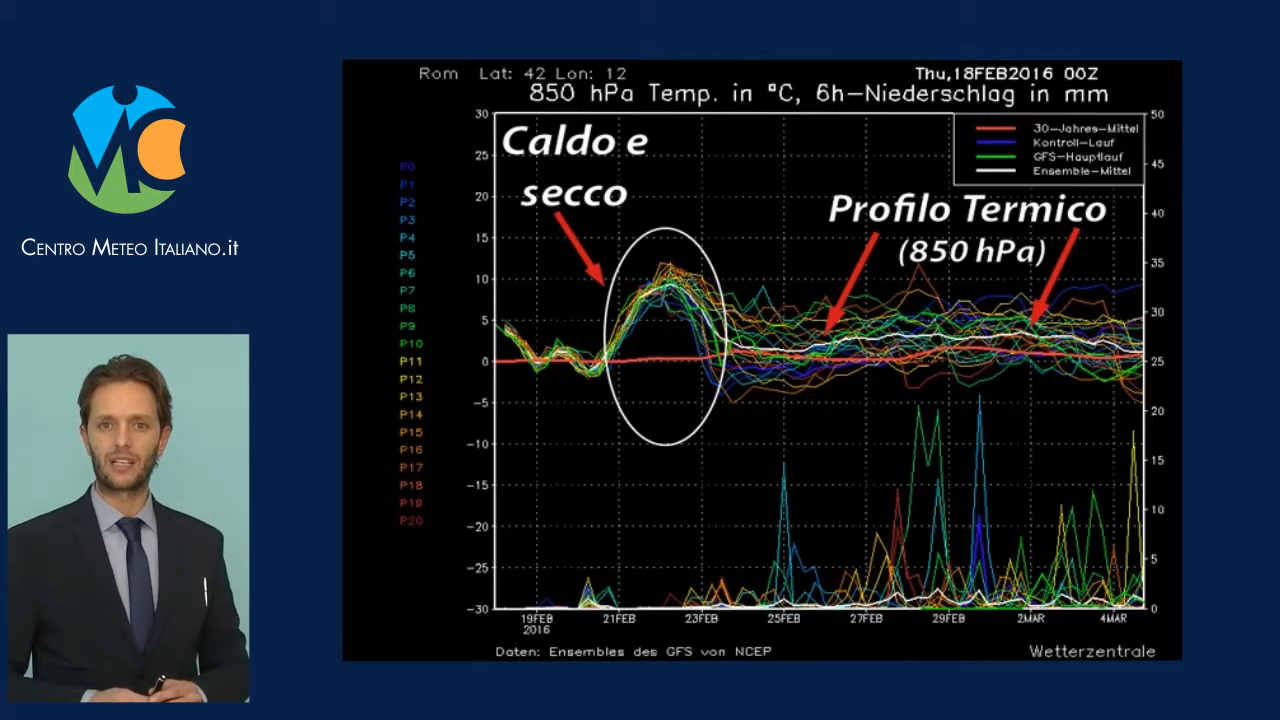 CENTRO METEO ITALIANO.it
Rom Lat: 42 Lon: 12
Thu,18FEB2016 00Z
850 hPa Temp. in °C, 6h-Niederschlag in mm
30
25
20
15
10
5
0
-5
-10
-15
-20
-25
-30
50
45
40
35
30
25
20
15
10
5
0
30-Jahres-Mittel
Kontroll-Lauf
GFS-Hauptlauf
Ensemble-Mittel
Caldo e
secco
Profilo Termico
(850 hPa)
P0
P1
P2
P3
P4
P5
P6
P7
P8
P9
P10
P11
P12
P13
P14
P15
P16
P17
P18
P19
P20
19FEB 21FEB 23FEB 25FEB 27FEB 29FEB 2MAR 4MAR
2016
Daten: Ensembles des GFS von NCEP
Wetterzentrale